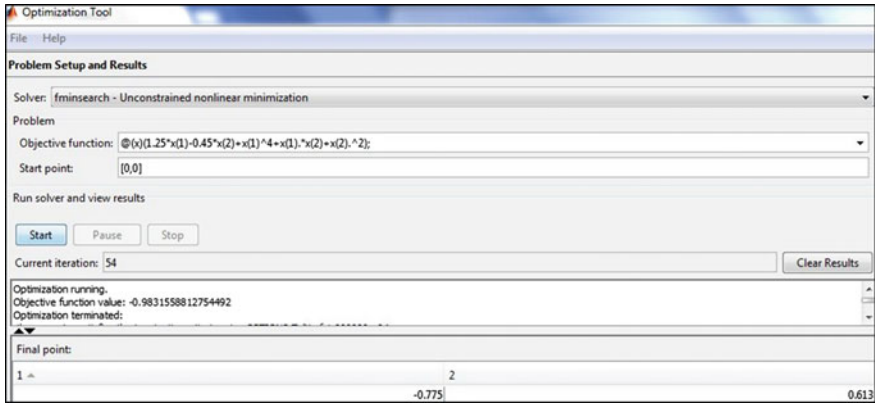 Optimization Tool
File Help
Problem Setup and Results
Solver: fminsearch - Unconstrained nonlinear minimization
Problem
Objective function: @(x)(1.25*x(1)-0.45*x(2)+x(1)^4+x(1).*x(2)+x(2).^2);
Start point: [0,0]
Run solver and view results
Start Pause Stop
Current iteration: 54 Clear Results
Optimization running.
Objective function value: -0.9831558812754492
Optimization terminated:
Final point:
1 2
-0.775 0.613